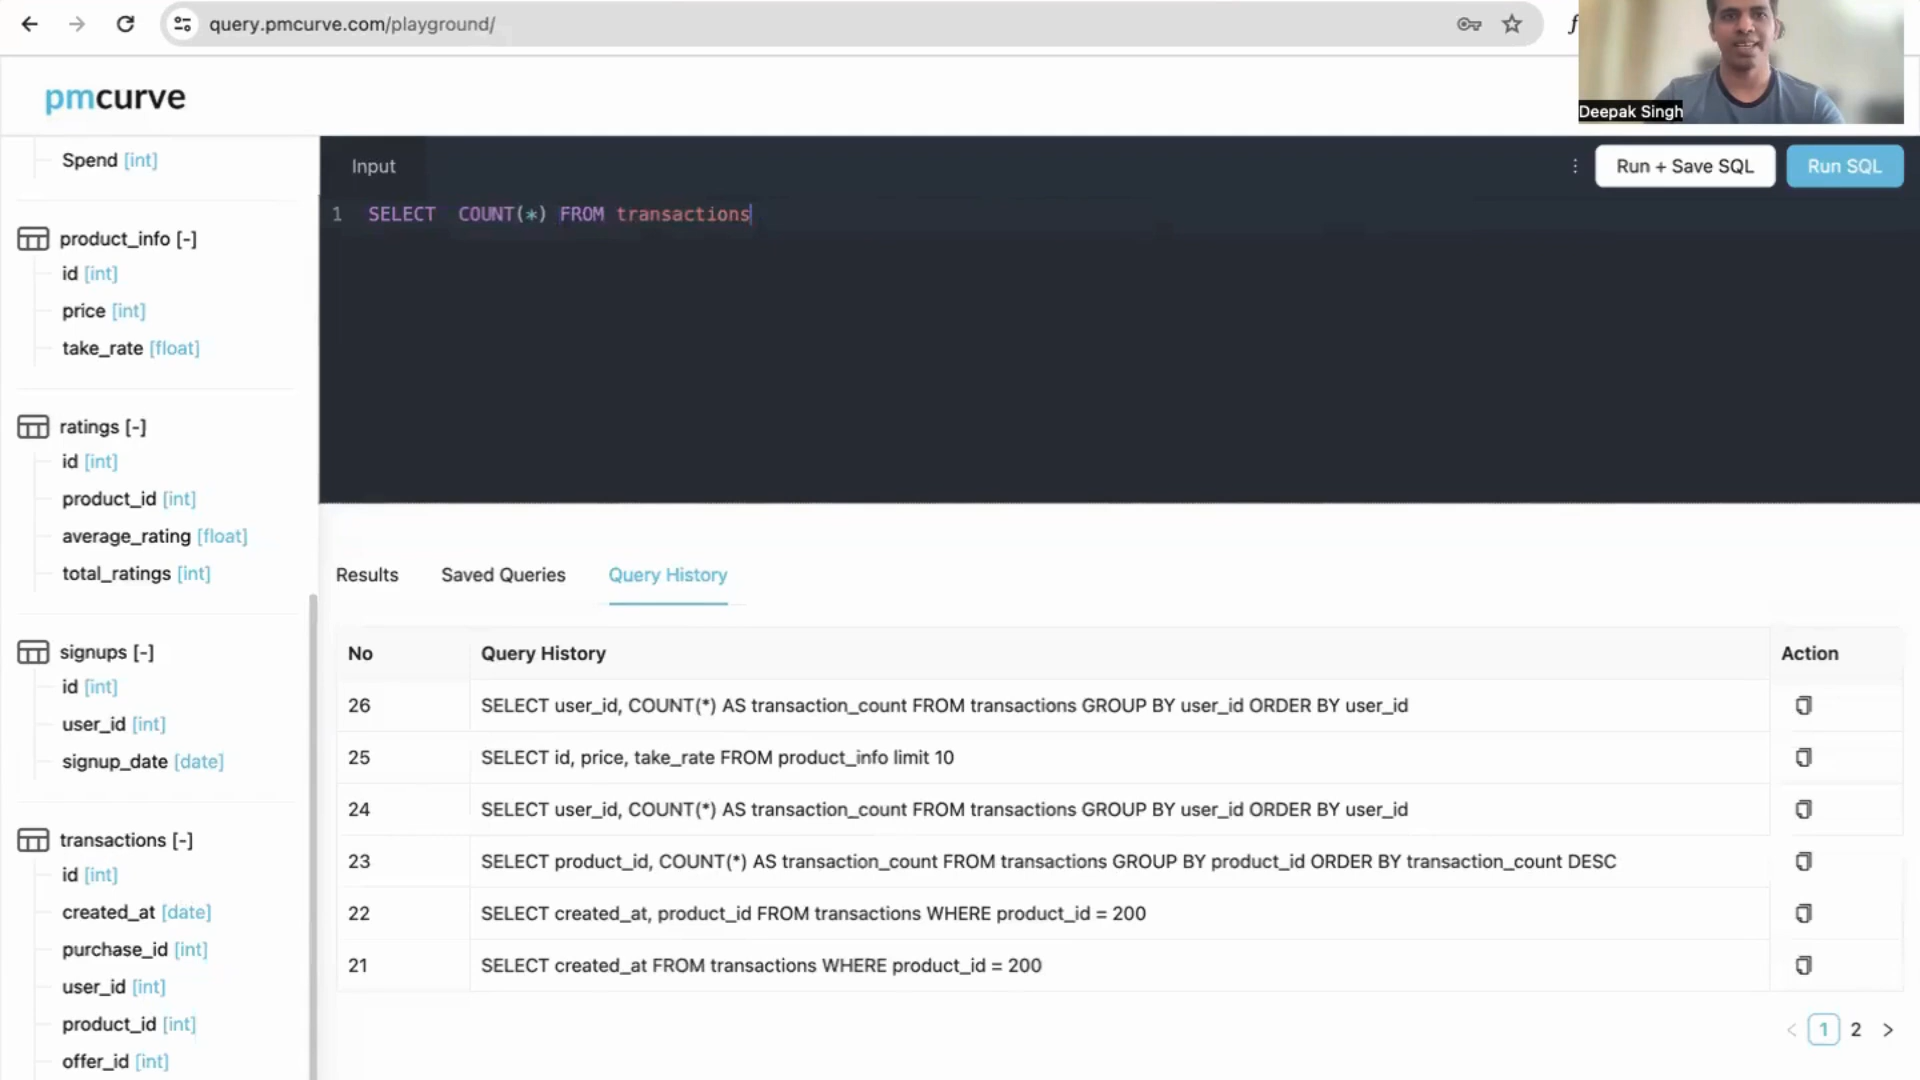 query.pmcurve.com/playground/
Deepak Singh
pmcurve
Spend [int]
product_info [-]
id [int]
price [int]
take_rate [float]
ratings [-]
id [int]
product_id [int]
average_rating [float]
total_ratings [int]
signups [-]
id [int]
user_id [int]
signup_date [date]
transactions [-]
id [int]
created_at [date]
purchase_id [int]
user_id [int]
product_id [int]
offer_id [int]
Input
Run + Save SQL
Run SQL
1 SELECT COUNT(*) FROM transactions
Results Saved Queries Query History
No Query History Action
26 SELECT user_id, COUNT(*) AS transaction_count FROM transactions GROUP BY user_id ORDER BY user_id
25 SELECT id, price, take_rate FROM product_info limit 10
24 SELECT user_id, COUNT(*) AS transaction_count FROM transactions GROUP BY user_id ORDER BY user_id
23 SELECT product_id, COUNT(*) AS transaction_count FROM transactions GROUP BY product_id ORDER BY transaction_count DESC
22 SELECT created_at, product_id FROM transactions WHERE product_id = 200
21 SELECT created_at FROM transactions WHERE product_id = 200
< 1 2 >